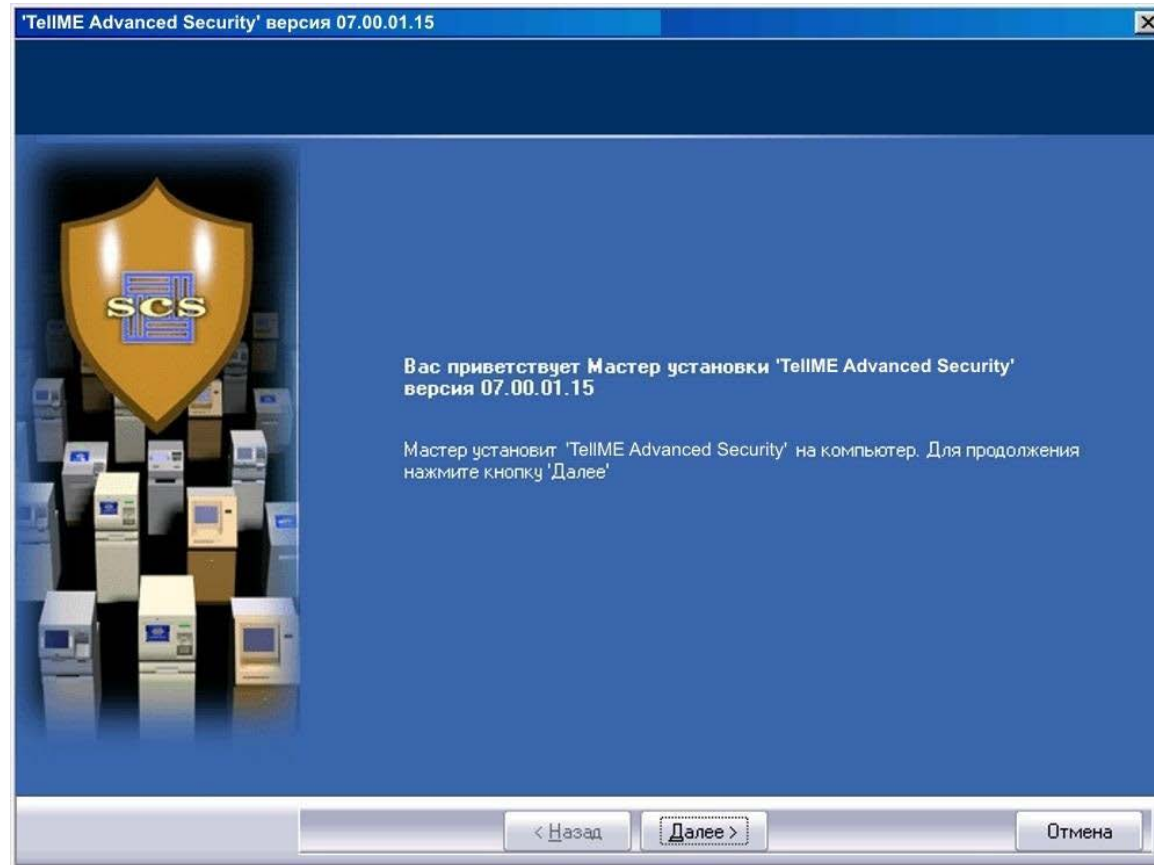 'TellME Advanced Security' версия 07.00.01.15
SCS
Вас приветствует Мастер установки 'TellME Advanced Security'
версия 07.00.01.15
Мастер установит 'TellME Advanced Security' на компьютер. Для продолжения
нажмите кнопку 'Далее'
< Назад
Далее >
Отмена